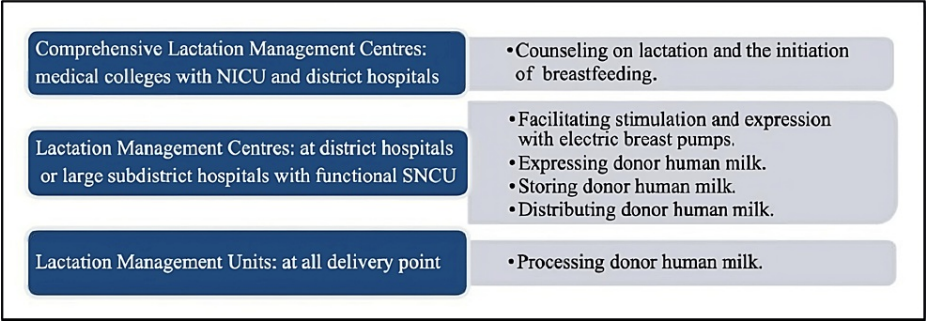 Comprehensive Lactation Management Centres:
medical colleges with NICU and district hospitals
•Counseling on lactation and the initiation
of breastfeeding.
Lactation Management Centres: at district hospitals
or large subdistrict hospitals with functional SNCU
•Facilitating stimulation and expression
with electric breast pumps.
•Expressing donor human milk.
•Storing donor human milk.
•Distributing donor human milk.
Lactation Management Units: at all delivery point
•Processing donor human milk.